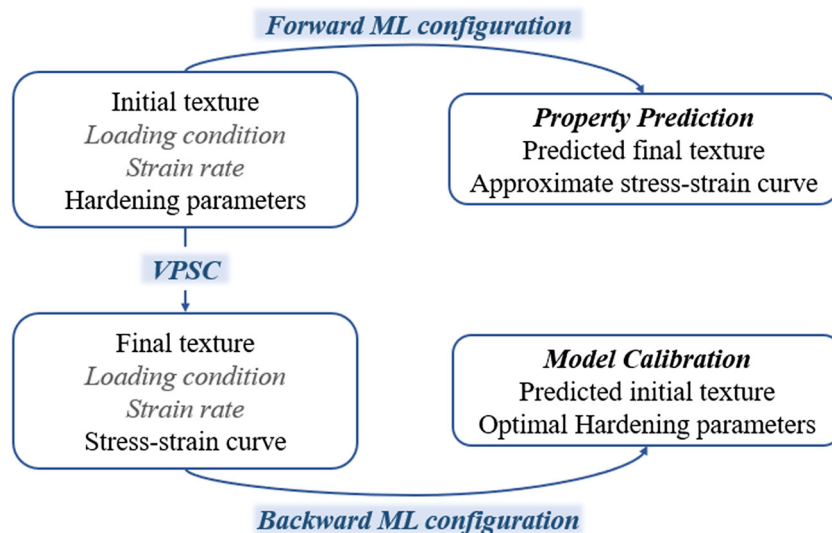 Forward ML configuration
Initial texture
Loading condition
Strain rate
Hardening parameters
Property Prediction
Predicted final texture
Approximate stress-strain curve
VPSC
Final texture
Loading condition
Strain rate
Stress-strain curve
Model Calibration
Predicted initial texture
Optimal Hardening parameters
Backward ML configuration